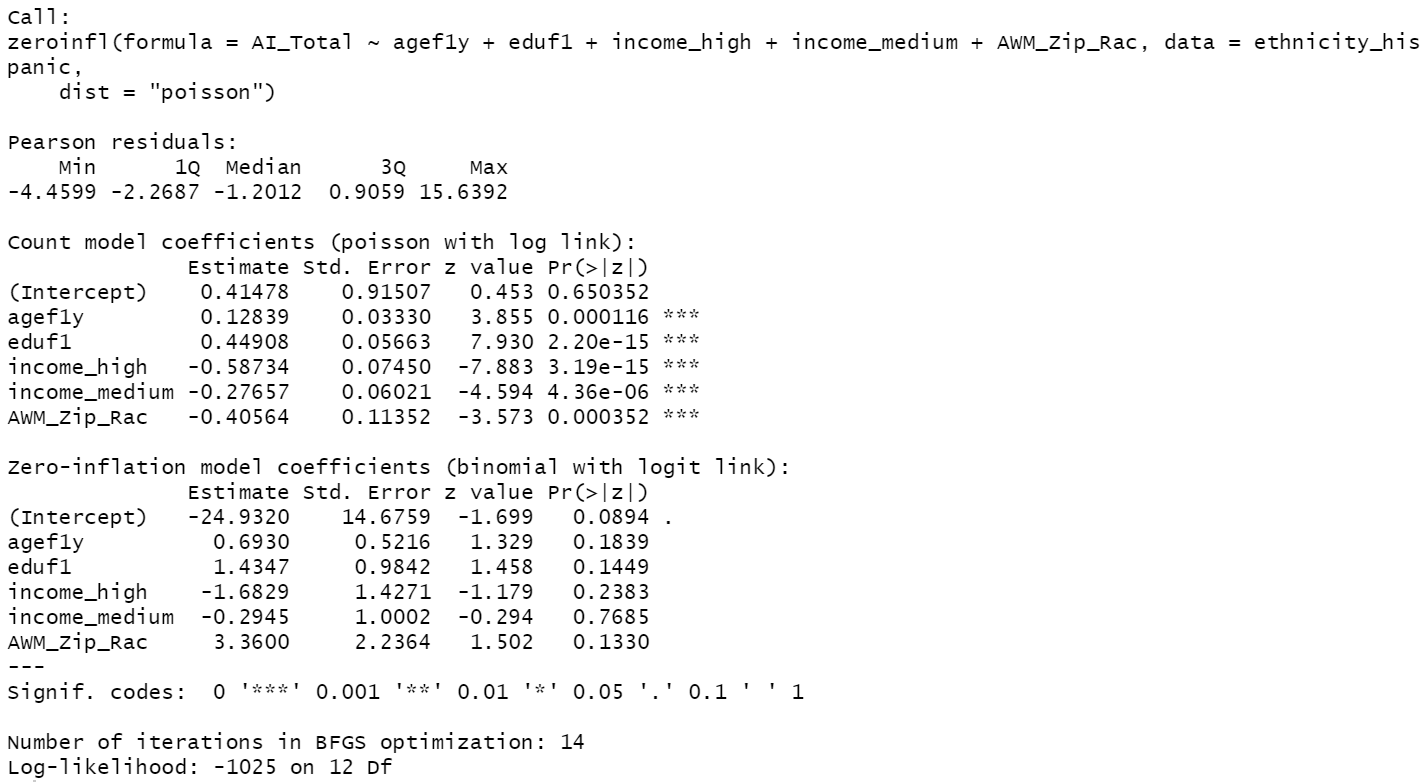 Call:
zeroinfl(formula = AI_Total ~ agef1y + eduf1 + income_high + income_medium + AWM_Zip_Rac, data = ethnicity_his
panic,
    dist = "poisson")

Pearson residuals:
    Min      1Q  Median      3Q     Max
-4.4599 -2.2687 -1.2012  0.9059 15.6392

Count model coefficients (poisson with log link):
              Estimate Std. Error z value Pr(>|z|)
(Intercept)    0.41478    0.91507   0.453 0.650352
agef1y         0.12839    0.03330   3.855 0.000116 ***
eduf1          0.44908    0.05663   7.930 2.20e-15 ***
income_high   -0.58734    0.07450  -7.883 3.19e-15 ***
income_medium -0.27657    0.06021  -4.594 4.36e-06 ***
AWM_Zip_Rac   -0.40564    0.11352  -3.573 0.000352 ***

Zero-inflation model coefficients (binomial with logit link):
              Estimate Std. Error z value Pr(>|z|)
(Intercept)   -24.9320    14.6759  -1.699   0.0894 .
agef1y          0.6930     0.5216   1.329   0.1839
eduf1           1.4347     0.9842   1.458   0.1449
income_high    -1.6829     1.4271  -1.179   0.2383
income_medium  -0.2945     1.0002  -0.294   0.7685
AWM_Zip_Rac     3.3600     2.2364   1.502   0.1330
---
Signif. codes:  0 '***' 0.001 '**' 0.01 '*' 0.05 '.' 0.1 ' ' 1

Number of iterations in BFGS optimization: 14
Log-likelihood: -1025 on 12 Df